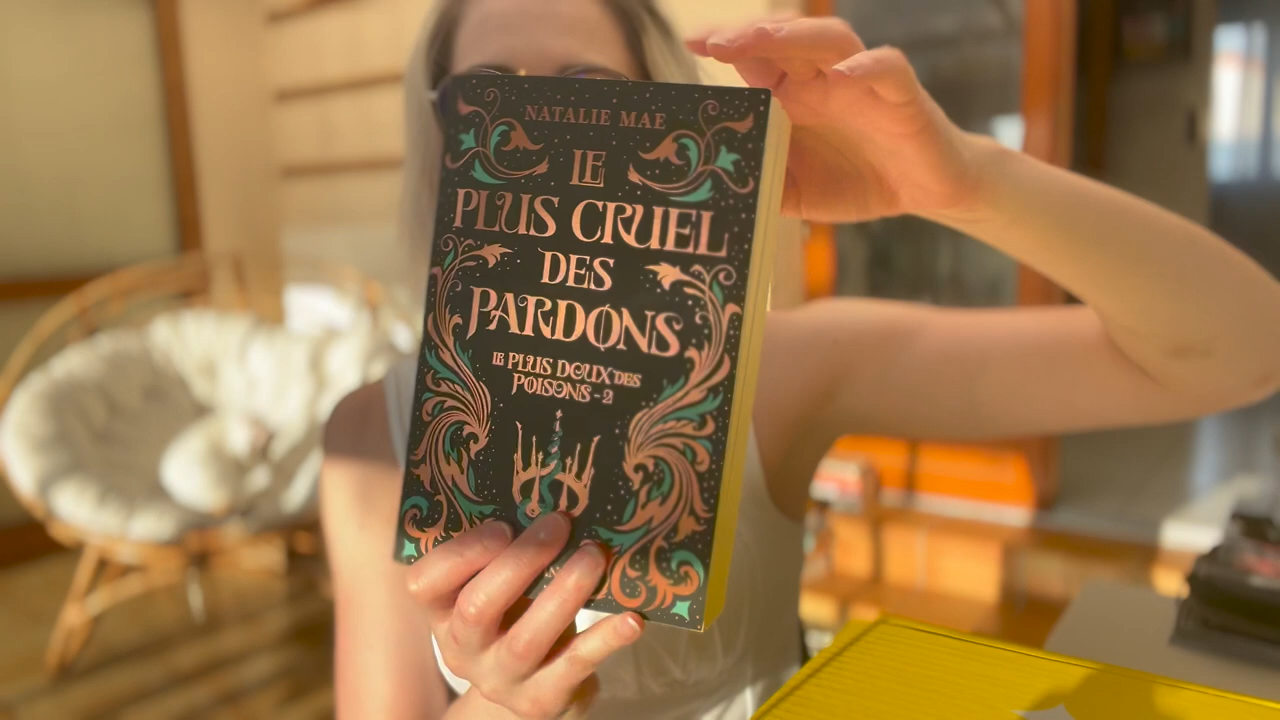 NATALIE MAE
LE
PLUS CRUEL
DES
PARDONS
LE PLUS DOUX DES
POISONS - 2